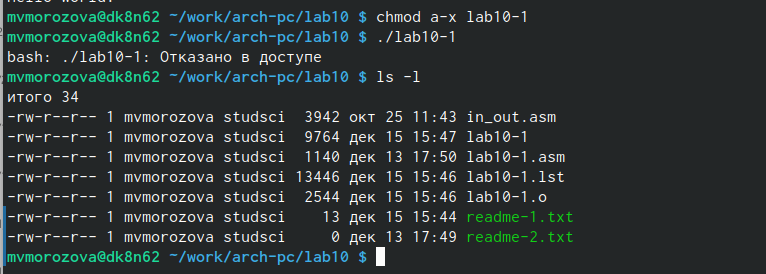 mvmorozova@dk8n62 ~/work/arch-pc/lab10 $ chmod a-x lab10-1
mvmorozova@dk8n62 ~/work/arch-pc/lab10 $ ./lab10-1
bash: ./lab10-1: Отказано в доступе
mvmorozova@dk8n62 ~/work/arch-pc/lab10 $ ls -l
итого 34
-rw-r--r-- 1 mvmorozova studsci  3942 окт 25 11:43 in_out.asm
-rw-r--r-- 1 mvmorozova studsci  9764 дек 15 15:47 lab10-1
-rw-r--r-- 1 mvmorozova studsci  1140 дек 13 17:50 lab10-1.asm
-rw-r--r-- 1 mvmorozova studsci 13446 дек 15 15:46 lab10-1.lst
-rw-r--r-- 1 mvmorozova studsci  2544 дек 15 15:46 lab10-1.o
-rw-r--r-- 1 mvmorozova studsci    13 дек 15 15:44 readme-1.txt
-rw-r--r-- 1 mvmorozova studsci     0 дек 13 17:49 readme-2.txt
mvmorozova@dk8n62 ~/work/arch-pc/lab10 $